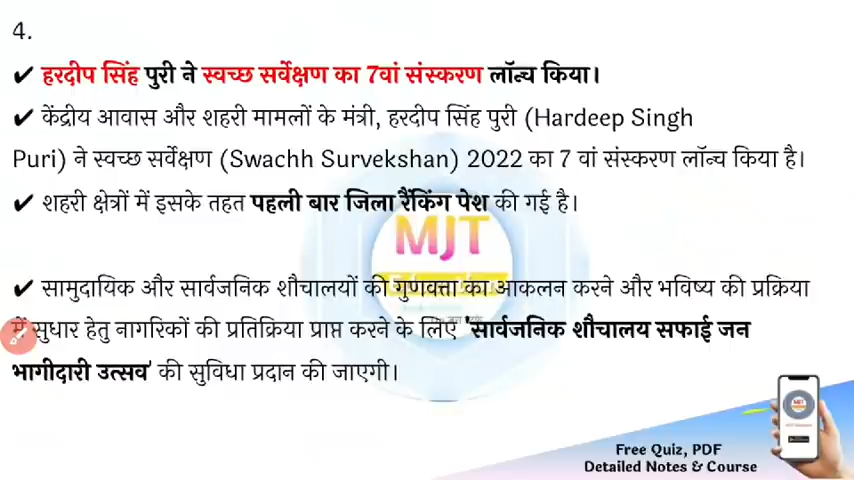 4.
✔ हरदीप सिंह पुरी ने स्वच्छ सर्वेक्षण का 7वां संस्करण लॉन्च किया।
✔ केंद्रीय आवास और शहरी मामलों के मंत्री, हरदीप सिंह पुरी (Hardeep Singh
Puri) ने स्वच्छ सर्वेक्षण (Swachh Survekshan) 2022 का 7 वां संस्करण लॉन्च किया है।
✔ शहरी क्षेत्रों में इसके तहत पहली बार जिला रैंकिंग पेश की गई है।
MJT
Education
✔ सामुदायिक और सार्वजनिक शौचालयों की गुणवत्ता का आकलन करने और भविष्य की प्रक्रिया
में सुधार हेतु नागरिकों की प्रतिक्रिया प्राप्त करने के लिए 'सार्वजनिक शौचालय सफाई जन
भागीदारी उत्सव' की सुविधा प्रदान की जाएगी।
MJT
Free Quiz, PDF
Detailed Notes & Course